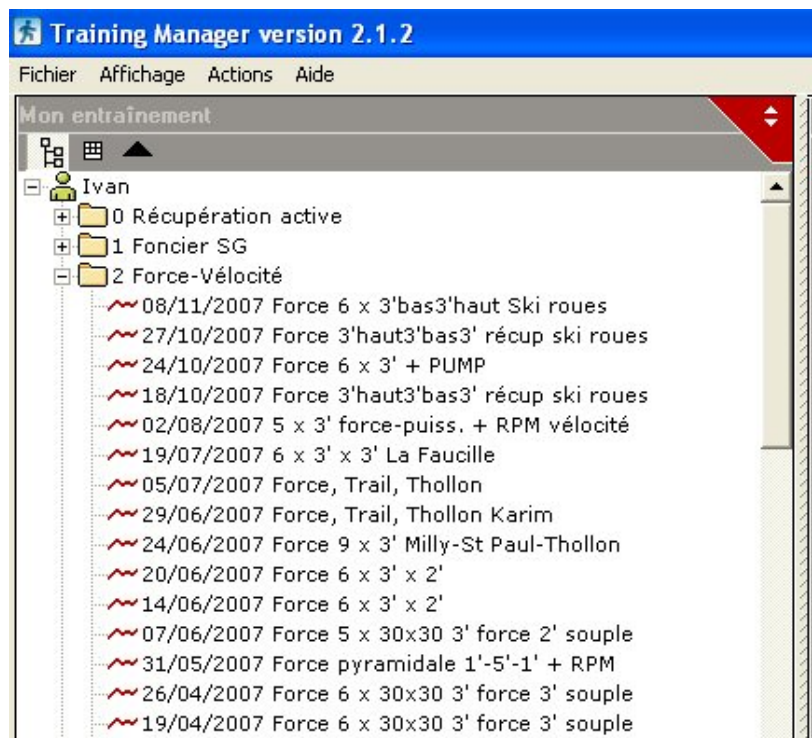 Training Manager version 2.1.2
Fichier Affichage Actions Aide
Mon entraînement
Ivan
0 Récupération active
1 Foncier SG
2 Force-Vélocité
08/11/2007 Force 6 x 3'bas3'haut Ski roues
27/10/2007 Force 3'haut3'bas3' récup ski roues
24/10/2007 Force 6 x 3' + PUMP
18/10/2007 Force 3'haut3'bas3' récup ski roues
02/08/2007 5 x 3' force-puiss. + RPM vélocité
19/07/2007 6 x 3' x 3' La Faucille
05/07/2007 Force, Trail, Thollon
29/06/2007 Force, Trail, Thollon Karim
24/06/2007 Force 9 x 3' Milly-St Paul-Thollon
20/06/2007 Force 6 x 3' x 2'
14/06/2007 Force 6 x 3' x 2'
07/06/2007 Force 5 x 30x30 3' force 2' souple
31/05/2007 Force pyramidale 1'-5'-1' + RPM
26/04/2007 Force 6 x 30x30 3' force 3' souple
19/04/2007 Force 6 x 30x30 3' force 3' souple